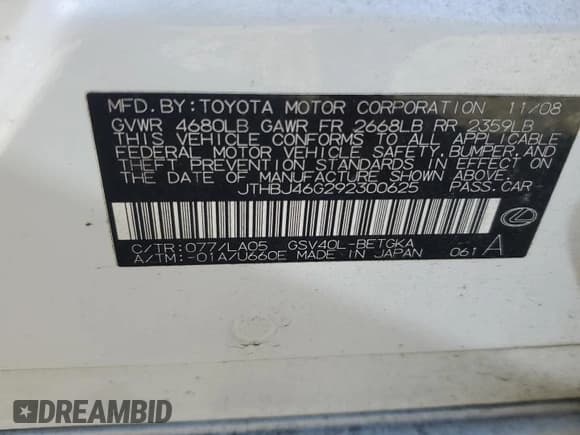 MFD.BY:TOYOTA MOTOR CORPORATION 11/08
GVWR 4680LB GAWR FR 2668LB RR 2359LB
THIS VEHICLE CONFORMS TO ALL APPLICABLE
FEDERAL MOTOR VEHICLE SAFETY, BUMPER, AND
THEFT PREVENTION STANDARDS IN EFFECT ON
THE DATE OF MANUFACTURE SHOWN ABOVE.
JTHBJ46G292300625 PASS.CAR
C/TR:077/LA05 GSV40L-BETGKA
A/TM:-01A/U660E MADE IN JAPAN 061 A
DREAMBID